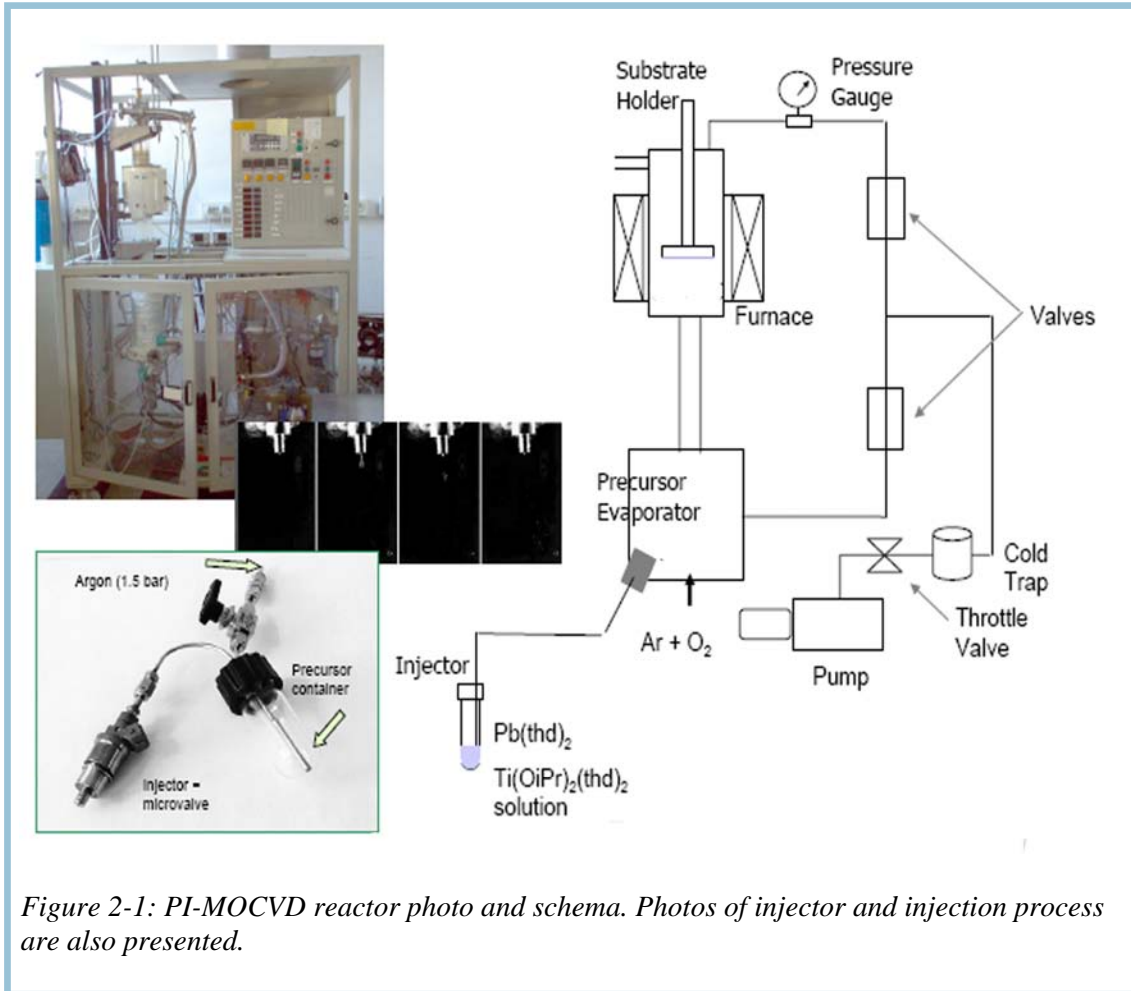 Substrate
Holder
Pressure
Gauge
Furnace
Valves
Precursor
Evaporator
Cold
Trap
Throttle
Valve
Ar + O₂
Pump
Injector
Pb(thd)₂
Ti(OiPr)₂(thd)₂
solution
Argon (1.5 bar)
Precursor
container
Injector =
microvalve
Figure 2-1: PI-MOCVD reactor photo and schema. Photos of injector and injection process
are also presented.